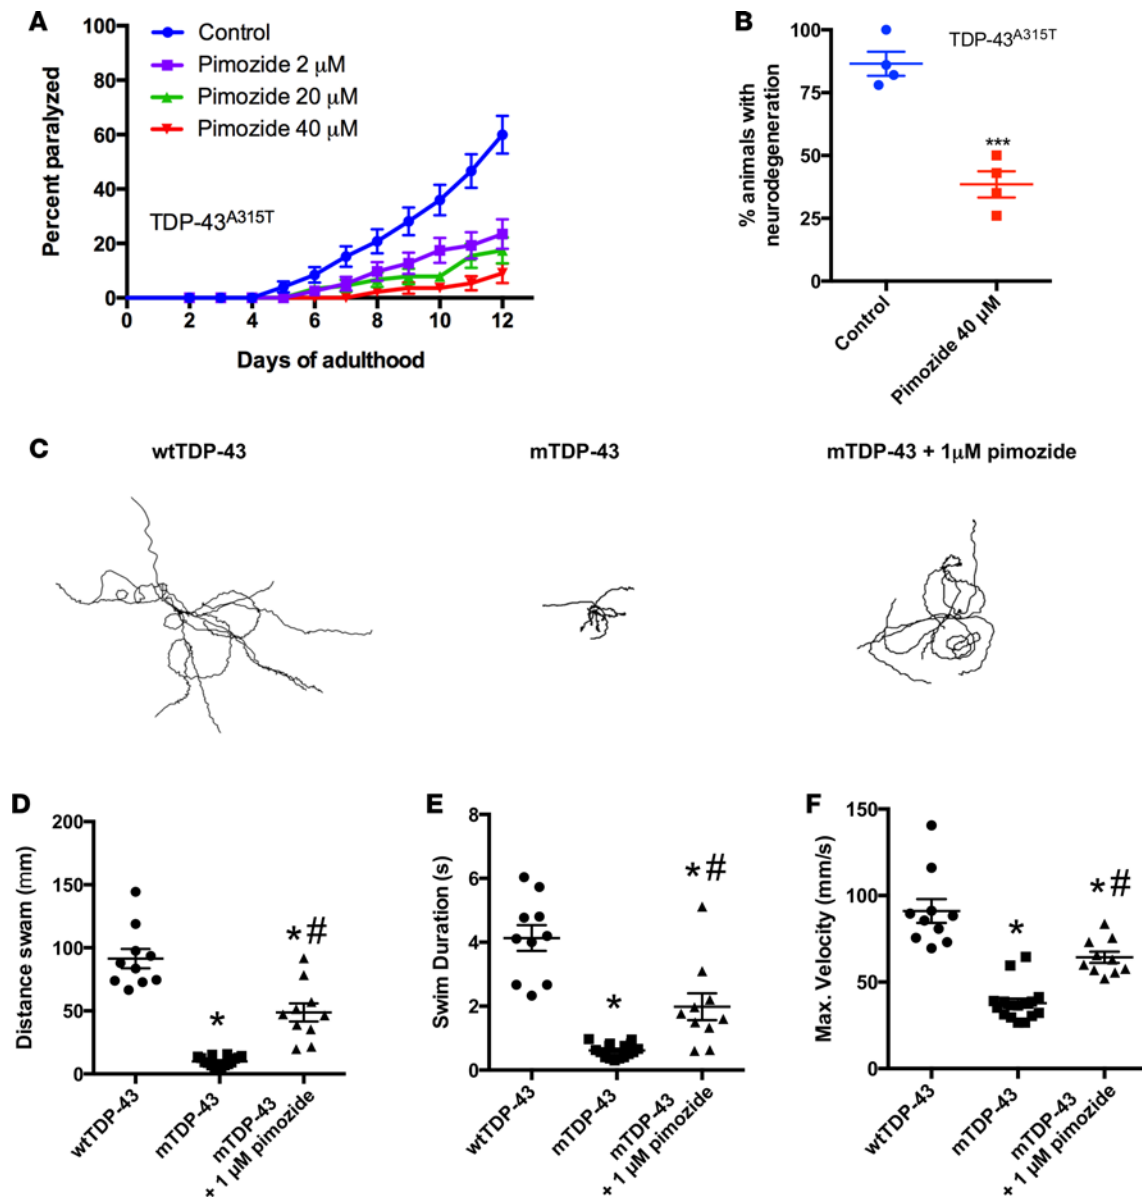 A
Percent paralyzed
100
80
60
40
20
0
Control
Pimozide 2 μM
Pimozide 20 μM
Pimozide 40 μM
TDP-43A315T
0 2 4 6 8 10 12
Days of adulthood
B
% animals with
neurodegeneration
100
75
50
25
0
TDP-43A315T
***
Control
Pimozide 40 μM
C
wtTDP-43
mTDP-43
mTDP-43 + 1μM pimozide
D
Distance swam (mm)
200
150
100
50
0
*
*#
wtTDP-43
mTDP-43
mTDP-43
+ 1 μM pimozide
E
Swim Duration (s)
8
6
4
2
0
*
*#
wtTDP-43
mTDP-43
mTDP-43
+ 1 μM pimozide
F
Max. Velocity (mm/s)
150
100
50
0
*
*#
wtTDP-43
mTDP-43
mTDP-43
+ 1 μM pimozide